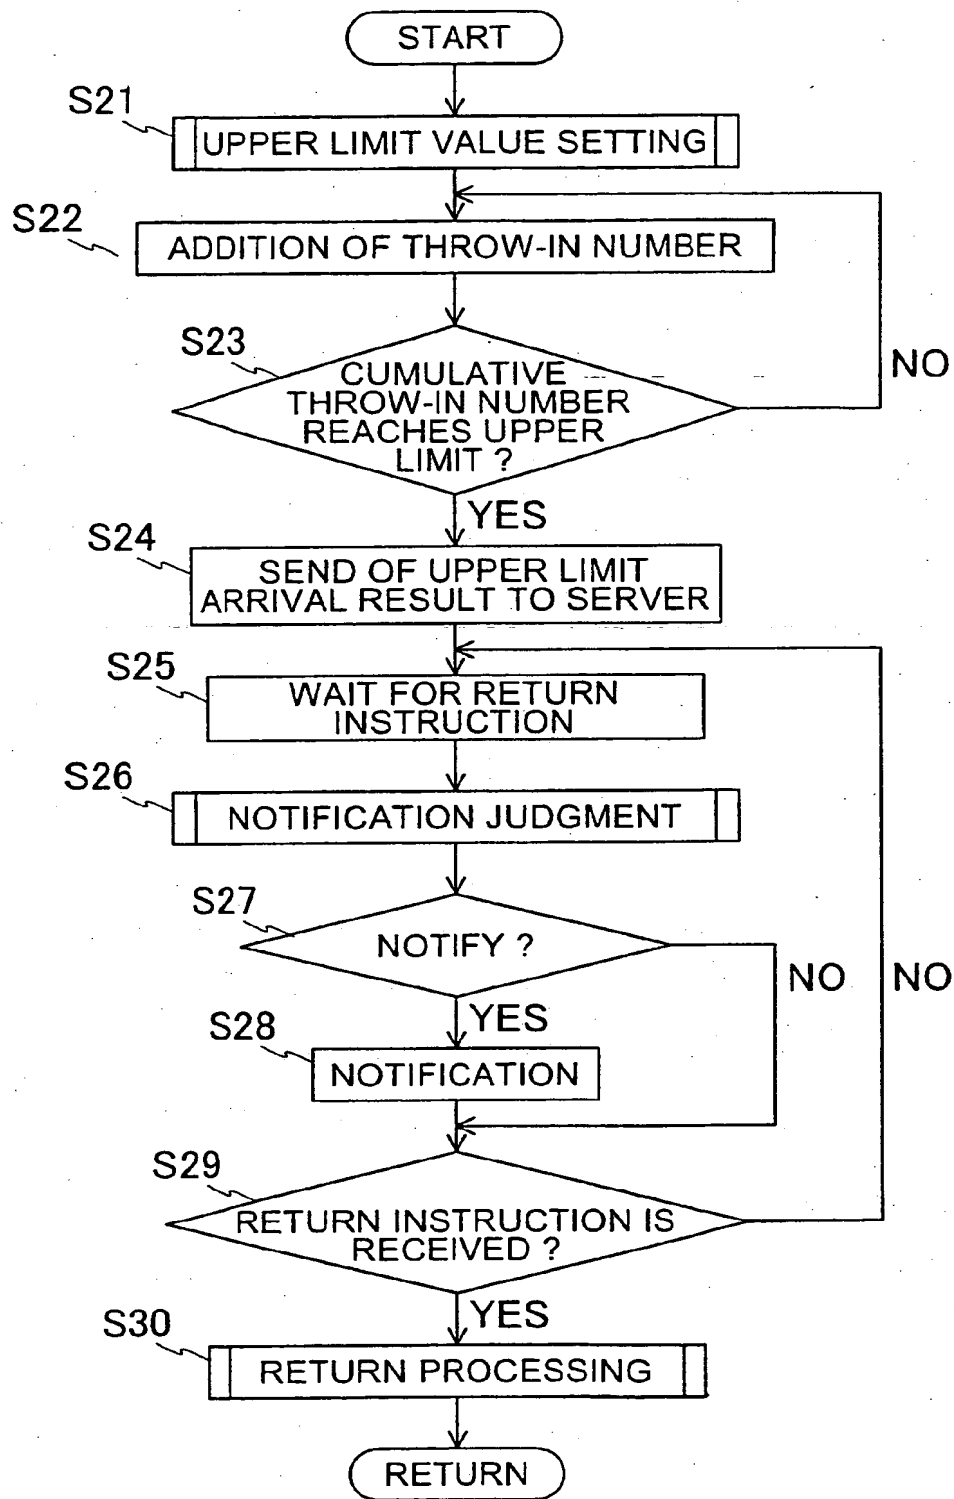 START
S21
UPPER LIMIT VALUE SETTING
S22
ADDITION OF THROW-IN NUMBER
S23
CUMULATIVE
THROW-IN NUMBER
REACHES UPPER
LIMIT ?
NO
YES
S24
SEND OF UPPER LIMIT
ARRIVAL RESULT TO SERVER
S25
WAIT FOR RETURN
INSTRUCTION
S26
NOTIFICATION JUDGMENT
S27
NOTIFY ?
NO
NO
YES
S28
NOTIFICATION
S29
RETURN INSTRUCTION IS
RECEIVED ?
YES
S30
RETURN PROCESSING
RETURN